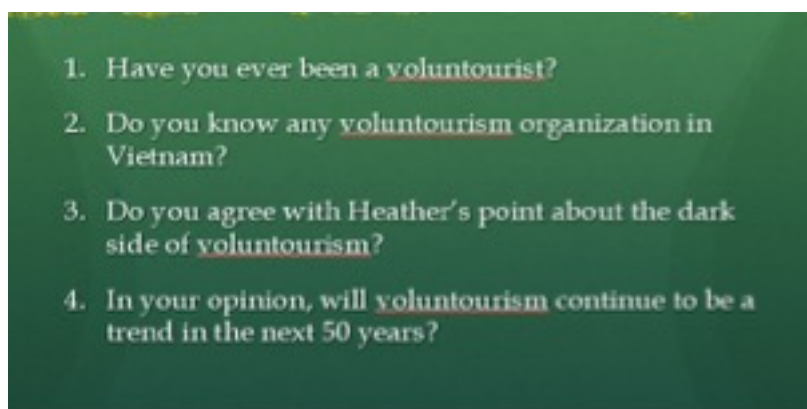 1. Have you ever been a voluntourist?
2. Do you know any voluntourism organization in
Vietnam?
3. Do you agree with Heather's point about the dark
side of voluntourism?
4. In your opinion, will voluntourism continue to be a
trend in the next 50 years?